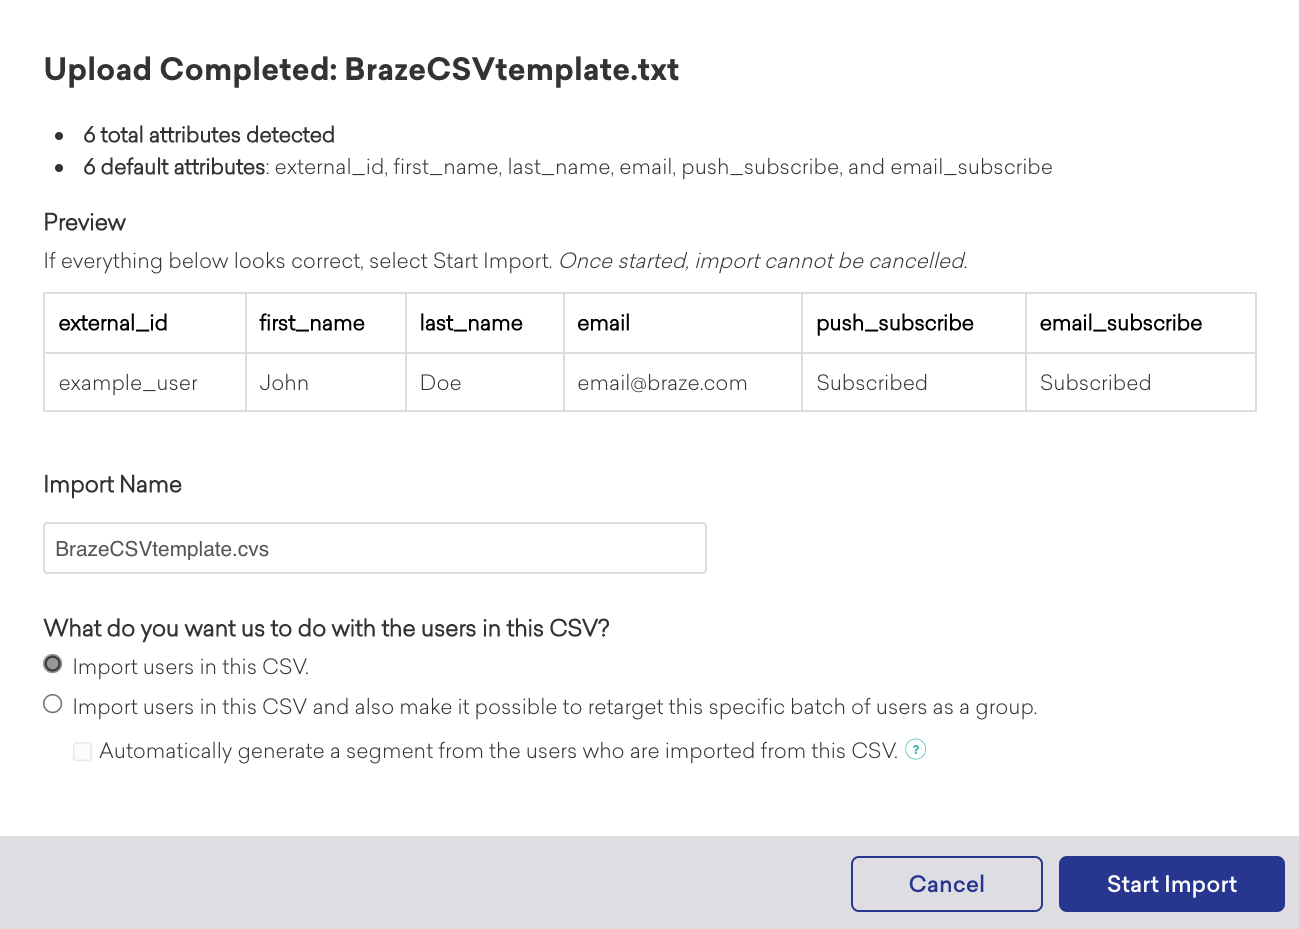 Upload Completed: BrazeCSVtemplate.txt
6 total attributes detected
6 default attributes: external_id, first_name, last_name, email, push_subscribe, and email_subscribe
Preview
If everything below looks correct, select Start Import. Once started, import cannot be cancelled.
external_id first_name last_name email push_subscribe email_subscribe
example_user John Doe email@braze.com Subscribed Subscribed
Import Name
BrazeCSVtemplate.cvs
What do you want us to do with the users in this CSV?
Import users in this CSV.
Import users in this CSV and also make it possible to retarget this specific batch of users as a group.
Automatically generate a segment from the users who are imported from this CSV. ?
Cancel Start Import